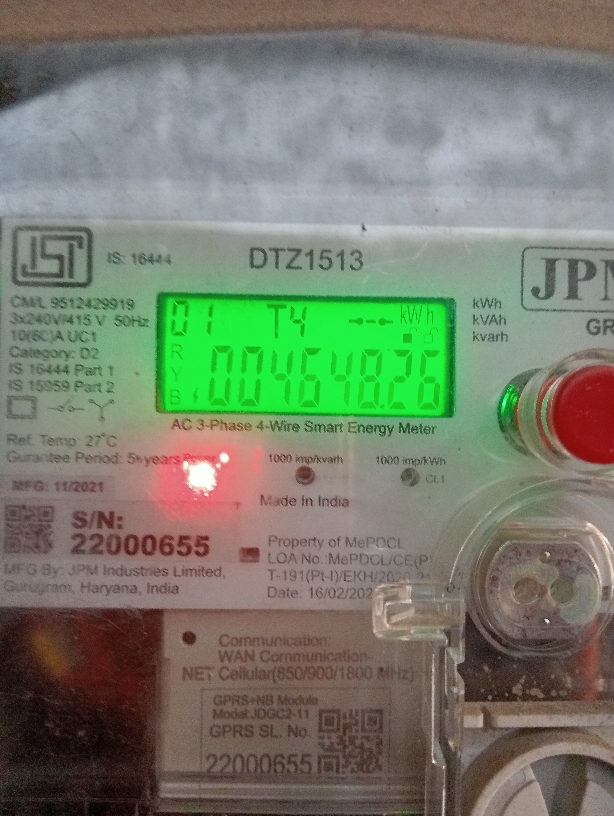 IS: 16444
DTZ1513
JPM
CM/L 9512429919
3x240V/415 V 50Hz
10(60)A UC1
Category: D2
IS 16444 Part 1
IS 15959 Part 2
Ref. Temp: 27°C
Gurantee Period: 5½years
MFG: 11/2021
01 T4 kWh
R
Y
B 004648.26
kWh
kVAh
kvarh
GR
AC 3-Phase 4-Wire Smart Energy Meter
1000 imp/kvarh
1000 imp/kWh
Made In India
S/N:
22000655
MFG By: JPM Industries Limited,
Gurugram, Haryana, India
Property of MePDCL
LOA No.:MePDCL/CE(P
T-191(Pt-I)/EKH/2020
Date: 16/02/202
Communication:
WAN Communication-
NET Cellular(850/900/1800 MHz)
GPRS+NB Module
Model:JDGC2-11
GPRS SL. No.
22000655